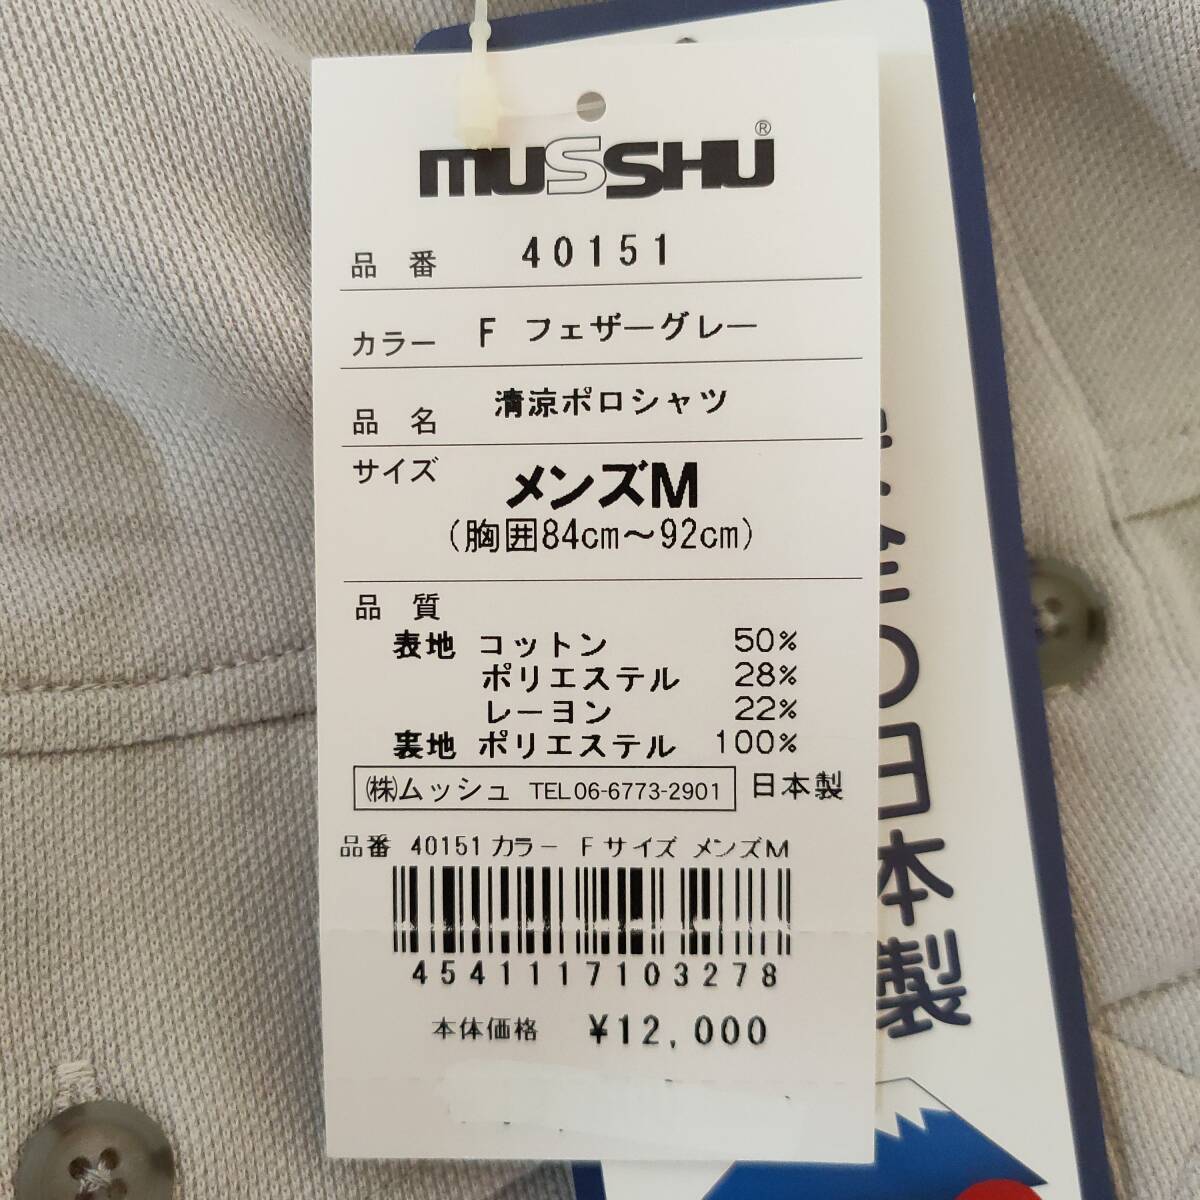 MUSSHU®
品番 40151
カラー F フェザーグレー
品名 清涼ポロシャツ
サイズ メンズM
(胸囲84cm～92cm)
品質
表地 コットン 50%
ポリエステル 28%
レーヨン 22%
裏地 ポリエステル 100%
㈱ムッシュ TEL06-6773-2901 日本製
品番 40151 カラー F サイズ メンズM
4541117103278
本体価格 ¥12,000
の日本製